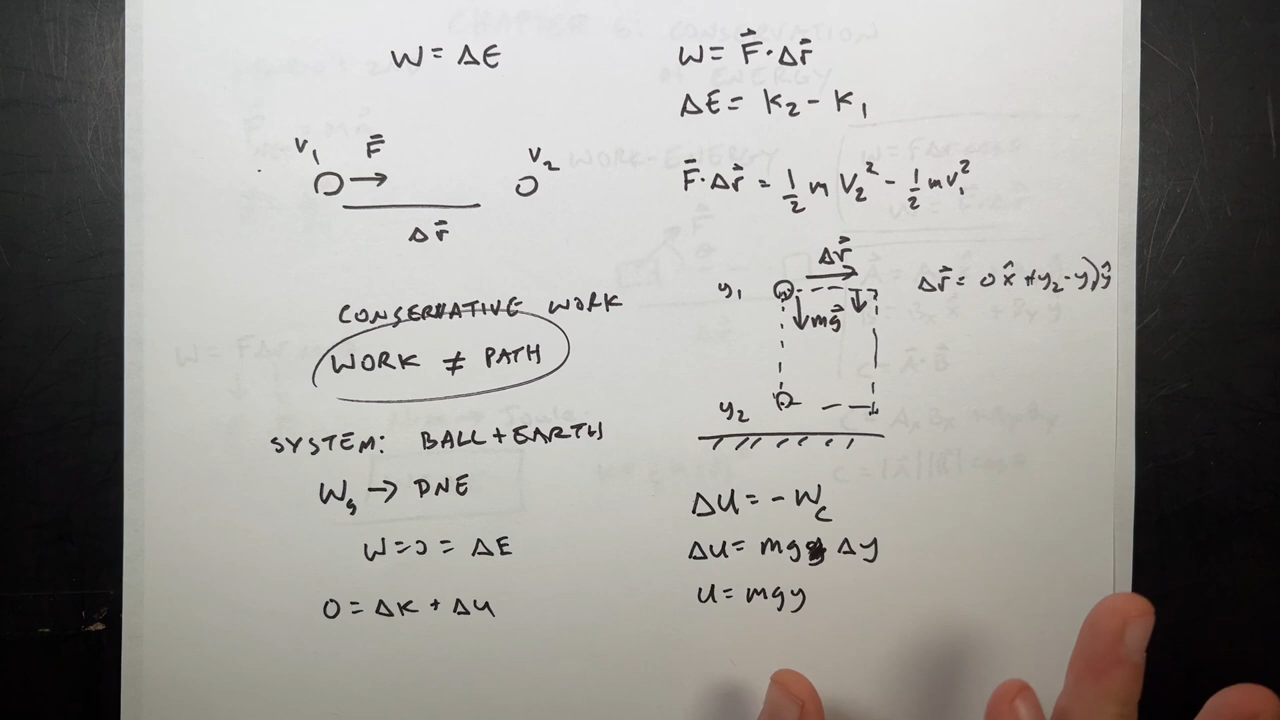 W = ΔE
V₁ F⃗ V₂
Δr⃗
CONSERVATIVE WORK
WORK ≠ PATH
SYSTEM: BALL + EARTH
W_g → DNE
W = 0 = ΔE
0 = ΔK + ΔU
W = F⃗ · Δr⃗
ΔE = K₂ - K₁
F⃗ · Δr⃗ = 1/2 m V₂² - 1/2 m V₁²
Δr⃗
y₁ m Δr⃗ = 0 x̂ + (y₂ - y₁) ŷ
mg⃗
y₂
ΔU = - W_c
ΔU = mg Δy
U = mgy